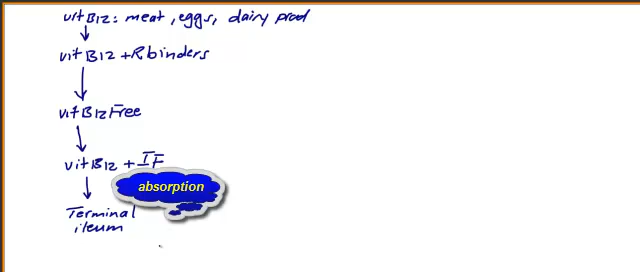 vit B12: meat, eggs, dairy prod
vit B12 + R binders
vit B12 Free
vit B12 + IF
absorption
Terminal
ileum